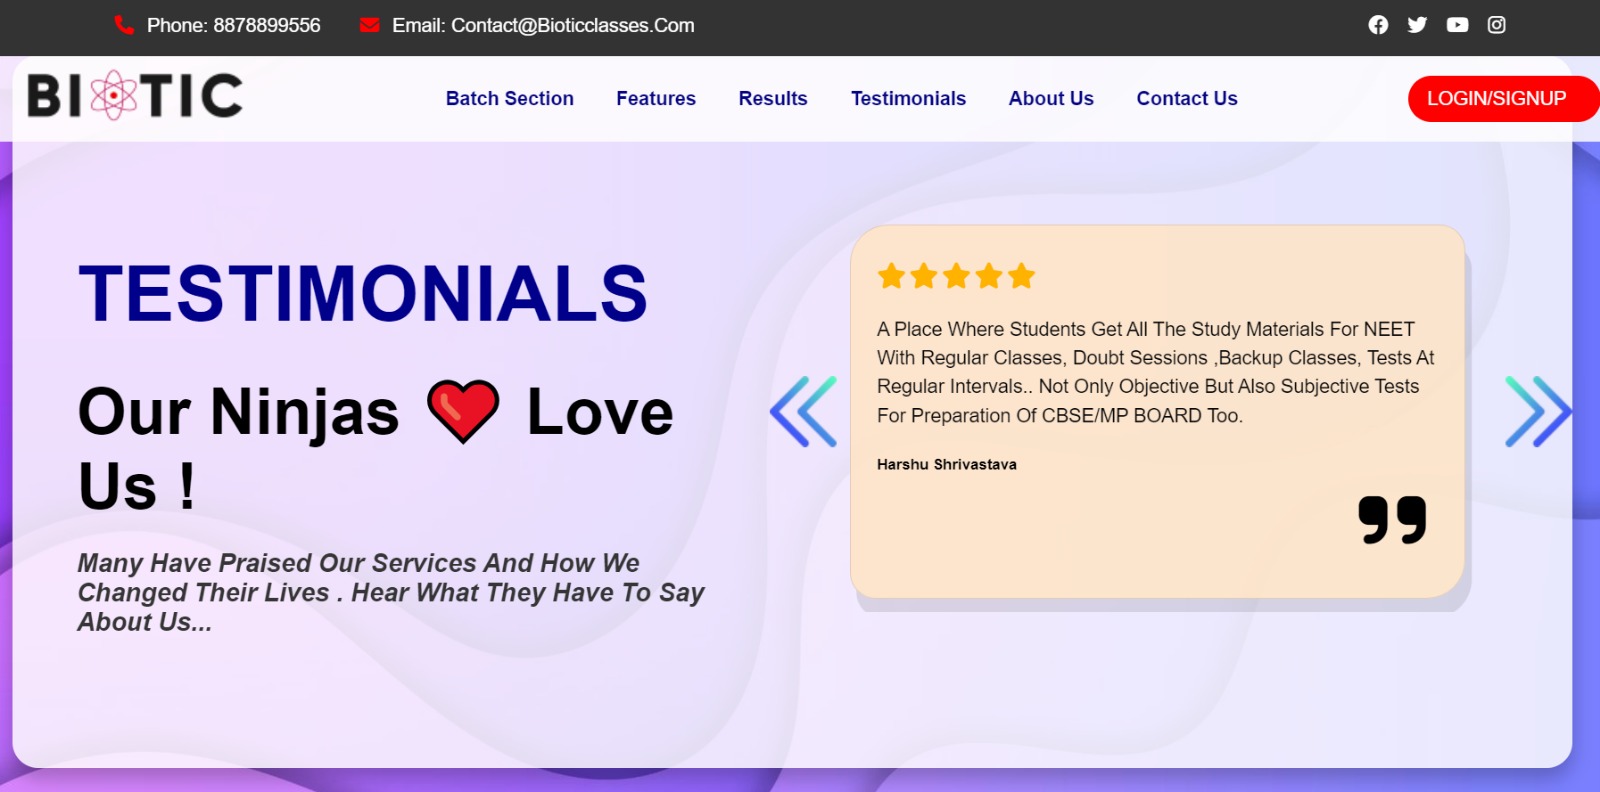 Phone: 8878899556
Email: Contact@Bioticclasses.Com
BIOTIC
Batch Section
Features
Results
Testimonials
About Us
Contact Us
LOGIN/SIGNUP
TESTIMONIALS
Our Ninjas Love
Us !
Many Have Praised Our Services And How We
Changed Their Lives . Hear What They Have To Say
About Us...
A Place Where Students Get All The Study Materials For NEET
With Regular Classes, Doubt Sessions ,Backup Classes, Tests At
Regular Intervals.. Not Only Objective But Also Subjective Tests
For Preparation Of CBSE/MP BOARD Too.
Harshu Shrivastava
”